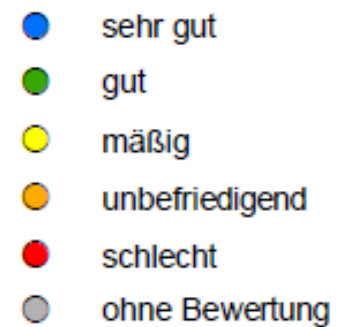 sehr gut
gut
mäßig
unbefriedigend
schlecht
ohne Bewertung